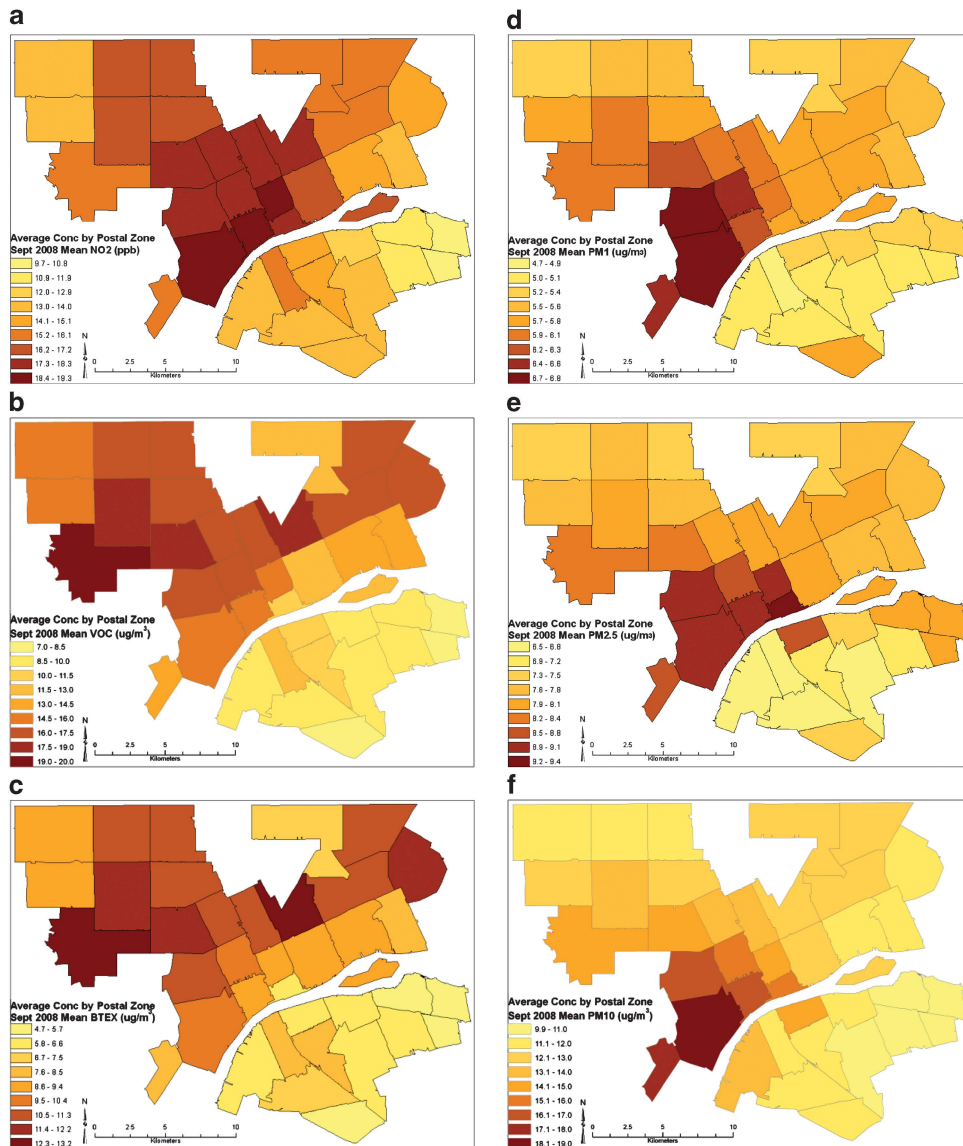 a
Average Conc by Postal Zone
Sept 2008 Mean NO2 (ppb)
9.7 - 10.8
10.9 - 11.9
12.0 - 12.9
13.0 - 14.0
14.1 - 15.1
15.2 - 16.1
16.2 - 17.2
17.3 - 18.3
18.4 - 19.3
N
0 2.5 5 10
Kilometers
b
Average Conc by Postal Zone
Sept 2008 Mean VOC (ug/m3)
7.0 - 8.5
8.5 - 10.0
10.0 - 11.5
11.5 - 13.0
13.0 - 14.5
14.5 - 16.0
16.0 - 17.5
17.5 - 19.0
19.0 - 20.0
N
0 2.5 5 10
Kilometers
c
Average Conc by Postal Zone
Sept 2008 Mean BTEX (ug/m3)
4.7 - 5.7
5.8 - 6.6
6.7 - 7.5
7.6 - 8.5
8.6 - 9.4
9.5 - 10.4
10.5 - 11.3
11.4 - 12.2
12.3 - 13.2
N
0 2.5 5 10
Kilometers
d
Average Conc by Postal Zone
Sept 2008 Mean PM1 (ug/m3)
4.7 - 4.9
5.0 - 5.1
5.2 - 5.4
5.5 - 5.6
5.7 - 5.8
5.9 - 6.1
6.2 - 6.3
6.4 - 6.6
6.7 - 6.8
N
0 2.5 5 10
Kilometers
e
Average Conc by Postal Zone
Sept 2008 Mean PM2.5 (ug/m3)
6.5 - 6.8
6.9 - 7.2
7.3 - 7.5
7.6 - 7.8
7.9 - 8.1
8.2 - 8.4
8.5 - 8.8
8.9 - 9.1
9.2 - 9.4
N
0 2.5 5 10
Kilometers
f
Average Conc by Postal Zone
Sept 2008 Mean PM10 (ug/m3)
9.9 - 11.0
11.1 - 12.0
12.1 - 13.0
13.1 - 14.0
14.1 - 15.0
15.1 - 16.0
16.1 - 17.0
17.1 - 18.0
18.1 - 19.0
N
0 2.5 5 10
Kilometers